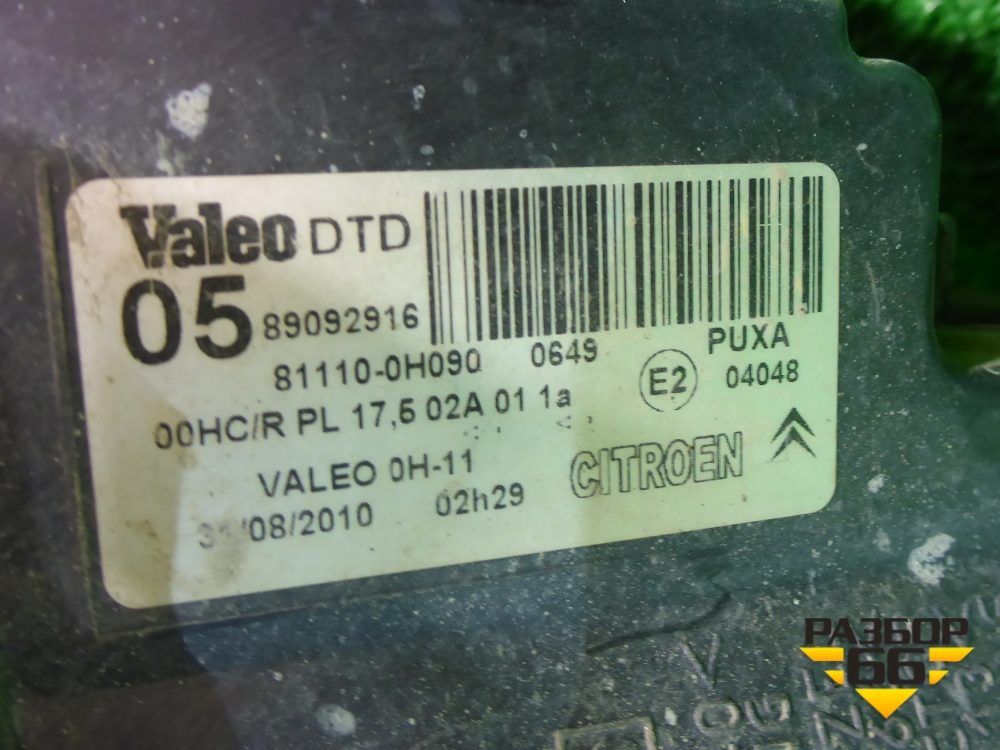 Valeo DTD
05 89092916
81110-0H090 0649 PUXA
E2 04048
00HC/R PL 17,5 02A 01 1a
VALEO 0H-11 CITROEN
/08/2010 02h29
РАЗБОР
66